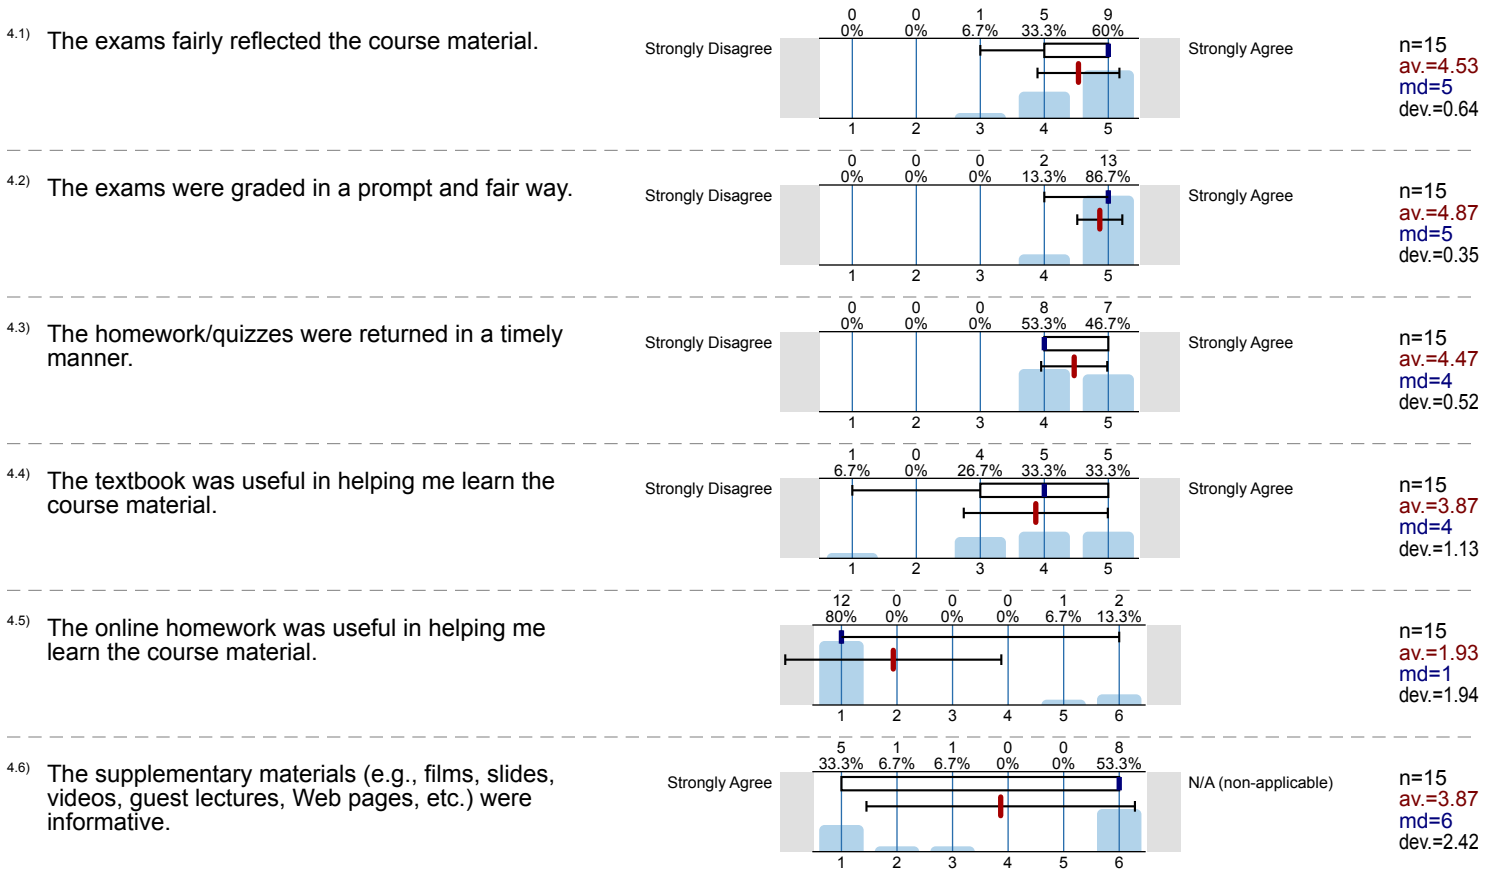 4.1) The exams fairly reflected the course material.
0 0 1 5 9
0% 0% 6.7% 33.3% 60%
Strongly Disagree Strongly Agree
1 2 3 4 5
n=15
av.=4.53
md=5
dev.=0.64
4.2) The exams were graded in a prompt and fair way.
0 0 0 2 13
0% 0% 0% 13.3% 86.7%
Strongly Disagree Strongly Agree
1 2 3 4 5
n=15
av.=4.87
md=5
dev.=0.35
4.3) The homework/quizzes were returned in a timely
manner.
0 0 0 8 7
0% 0% 0% 53.3% 46.7%
Strongly Disagree Strongly Agree
1 2 3 4 5
n=15
av.=4.47
md=4
dev.=0.52
4.4) The textbook was useful in helping me learn the
course material.
1 0 4 5 5
6.7% 0% 26.7% 33.3% 33.3%
Strongly Disagree Strongly Agree
1 2 3 4 5
n=15
av.=3.87
md=4
dev.=1.13
4.5) The online homework was useful in helping me
learn the course material.
12 0 0 0 1 2
80% 0% 0% 0% 6.7% 13.3%
1 2 3 4 5 6
n=15
av.=1.93
md=1
dev.=1.94
4.6) The supplementary materials (e.g., films, slides,
videos, guest lectures, Web pages, etc.) were
informative.
5 1 1 0 0 8
33.3% 6.7% 6.7% 0% 0% 53.3%
Strongly Agree N/A (non-applicable)
1 2 3 4 5 6
n=15
av.=3.87
md=6
dev.=2.42